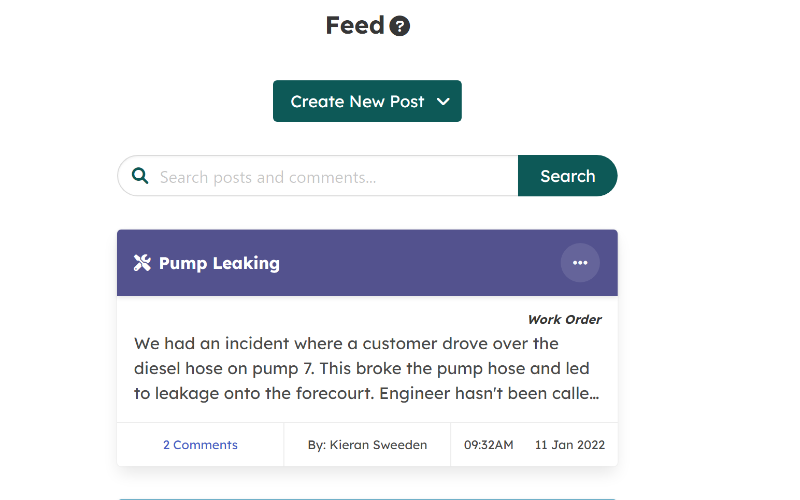 Feed ?
Create New Post
Search posts and comments...
Search
Pump Leaking
Work Order
We had an incident where a customer drove over the
diesel hose on pump 7. This broke the pump hose and led
to leakage onto the forecourt. Engineer hasn't been calle...
2 Comments
By: Kieran Sweeden
09:32AM
11 Jan 2022